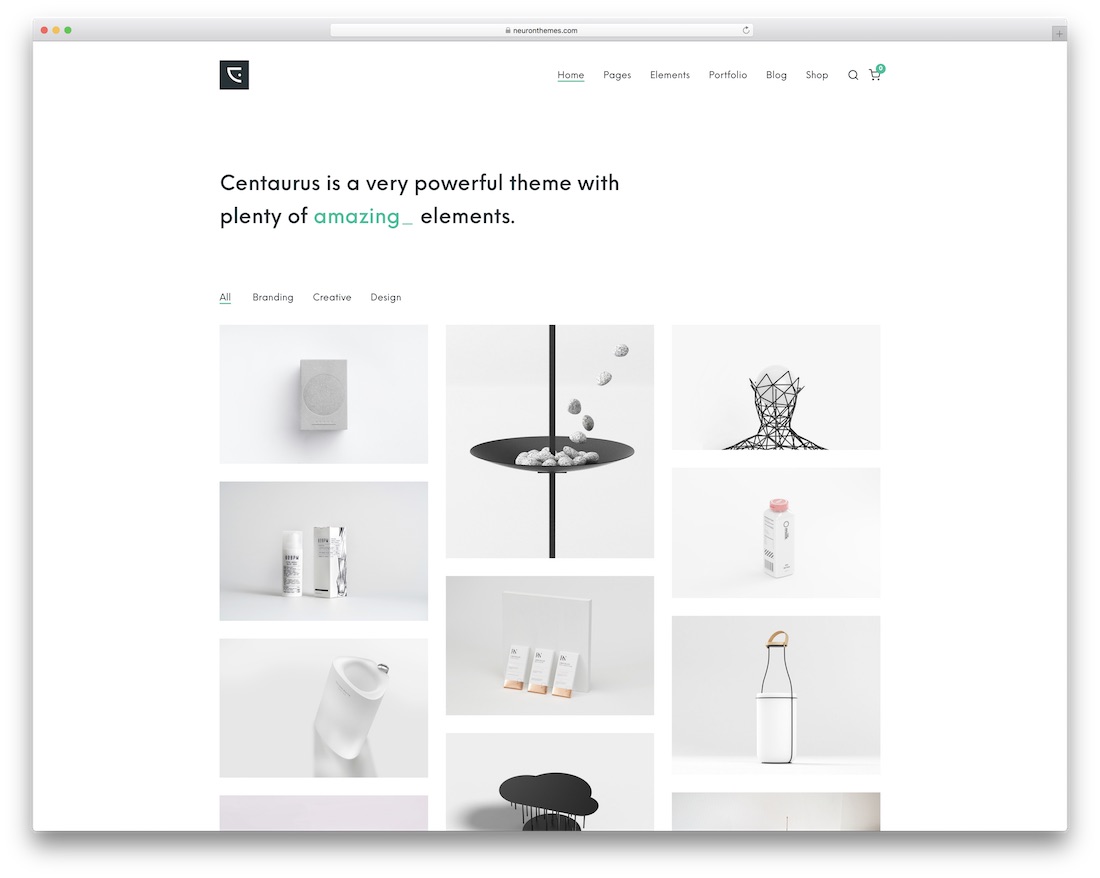 neuronthemes.com
Home Pages Elements Portfolio Blog Shop 0
Centaurus is a very powerful theme with
plenty of amazing_ elements.
All Branding Creative Design